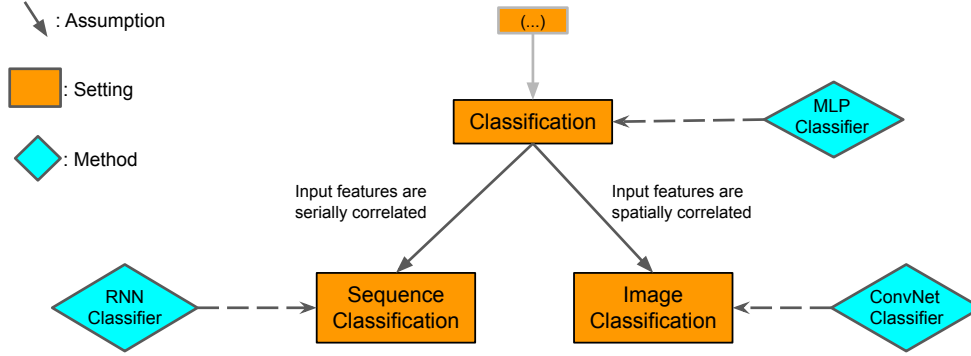 : Assumption
: Setting
: Method
(...)
Classification
MLP
Classifier
Input features are
serially correlated
Input features are
spatially correlated
RNN
Classifier
Sequence
Classification
Image
Classification
ConvNet
Classifier